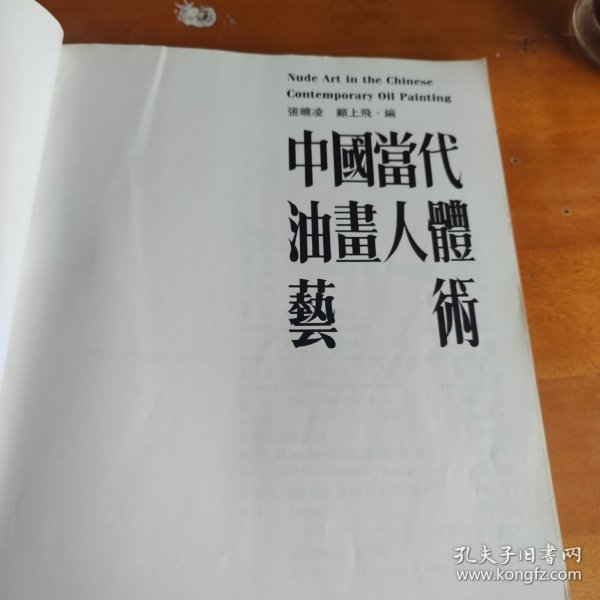 Nude Art in the Chinese
Contemporary Oil Painting
張曉凌 顧上飛·編
中國當代
油畫人體
藝術
孔夫子旧书网
www.kongfz.com